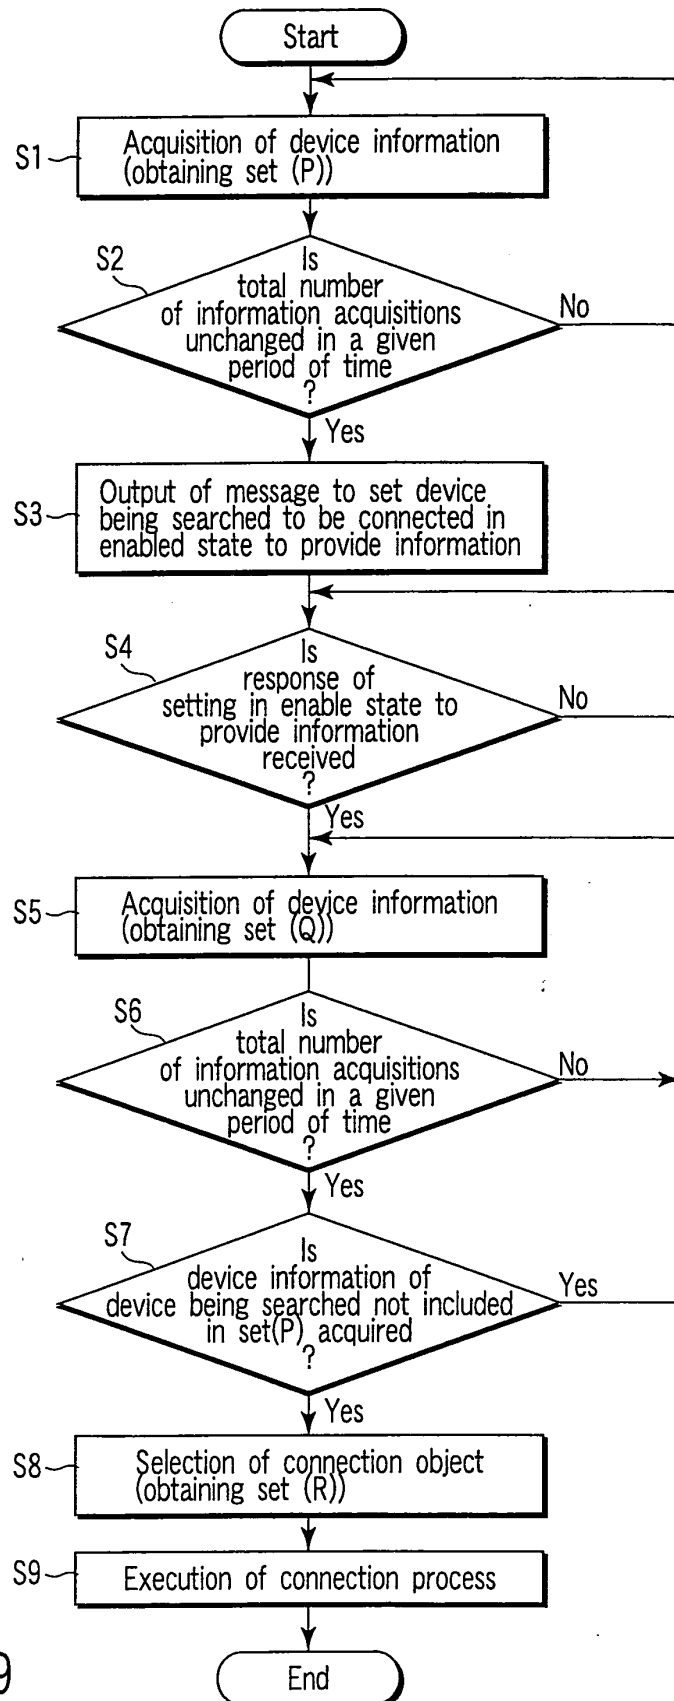 Start
S1
Acquisition of device information
(obtaining set (P))
S2
Is
total number
of information acquisitions
unchanged in a given
period of time
?
No
Yes
S3
Output of message to set device
being searched to be connected in
enabled state to provide information
S4
Is
response of
setting in enable state to
provide information
received
?
No
Yes
S5
Acquisition of device information
(obtaining set (Q))
S6
Is
total number
of information acquisitions
unchanged in a given
period of time
?
No
Yes
S7
Is
device information of
device being searched not included
in set(P) acquired
?
Yes
Yes
S8
Selection of connection object
(obtaining set (R))
S9
Execution of connection process
End
9